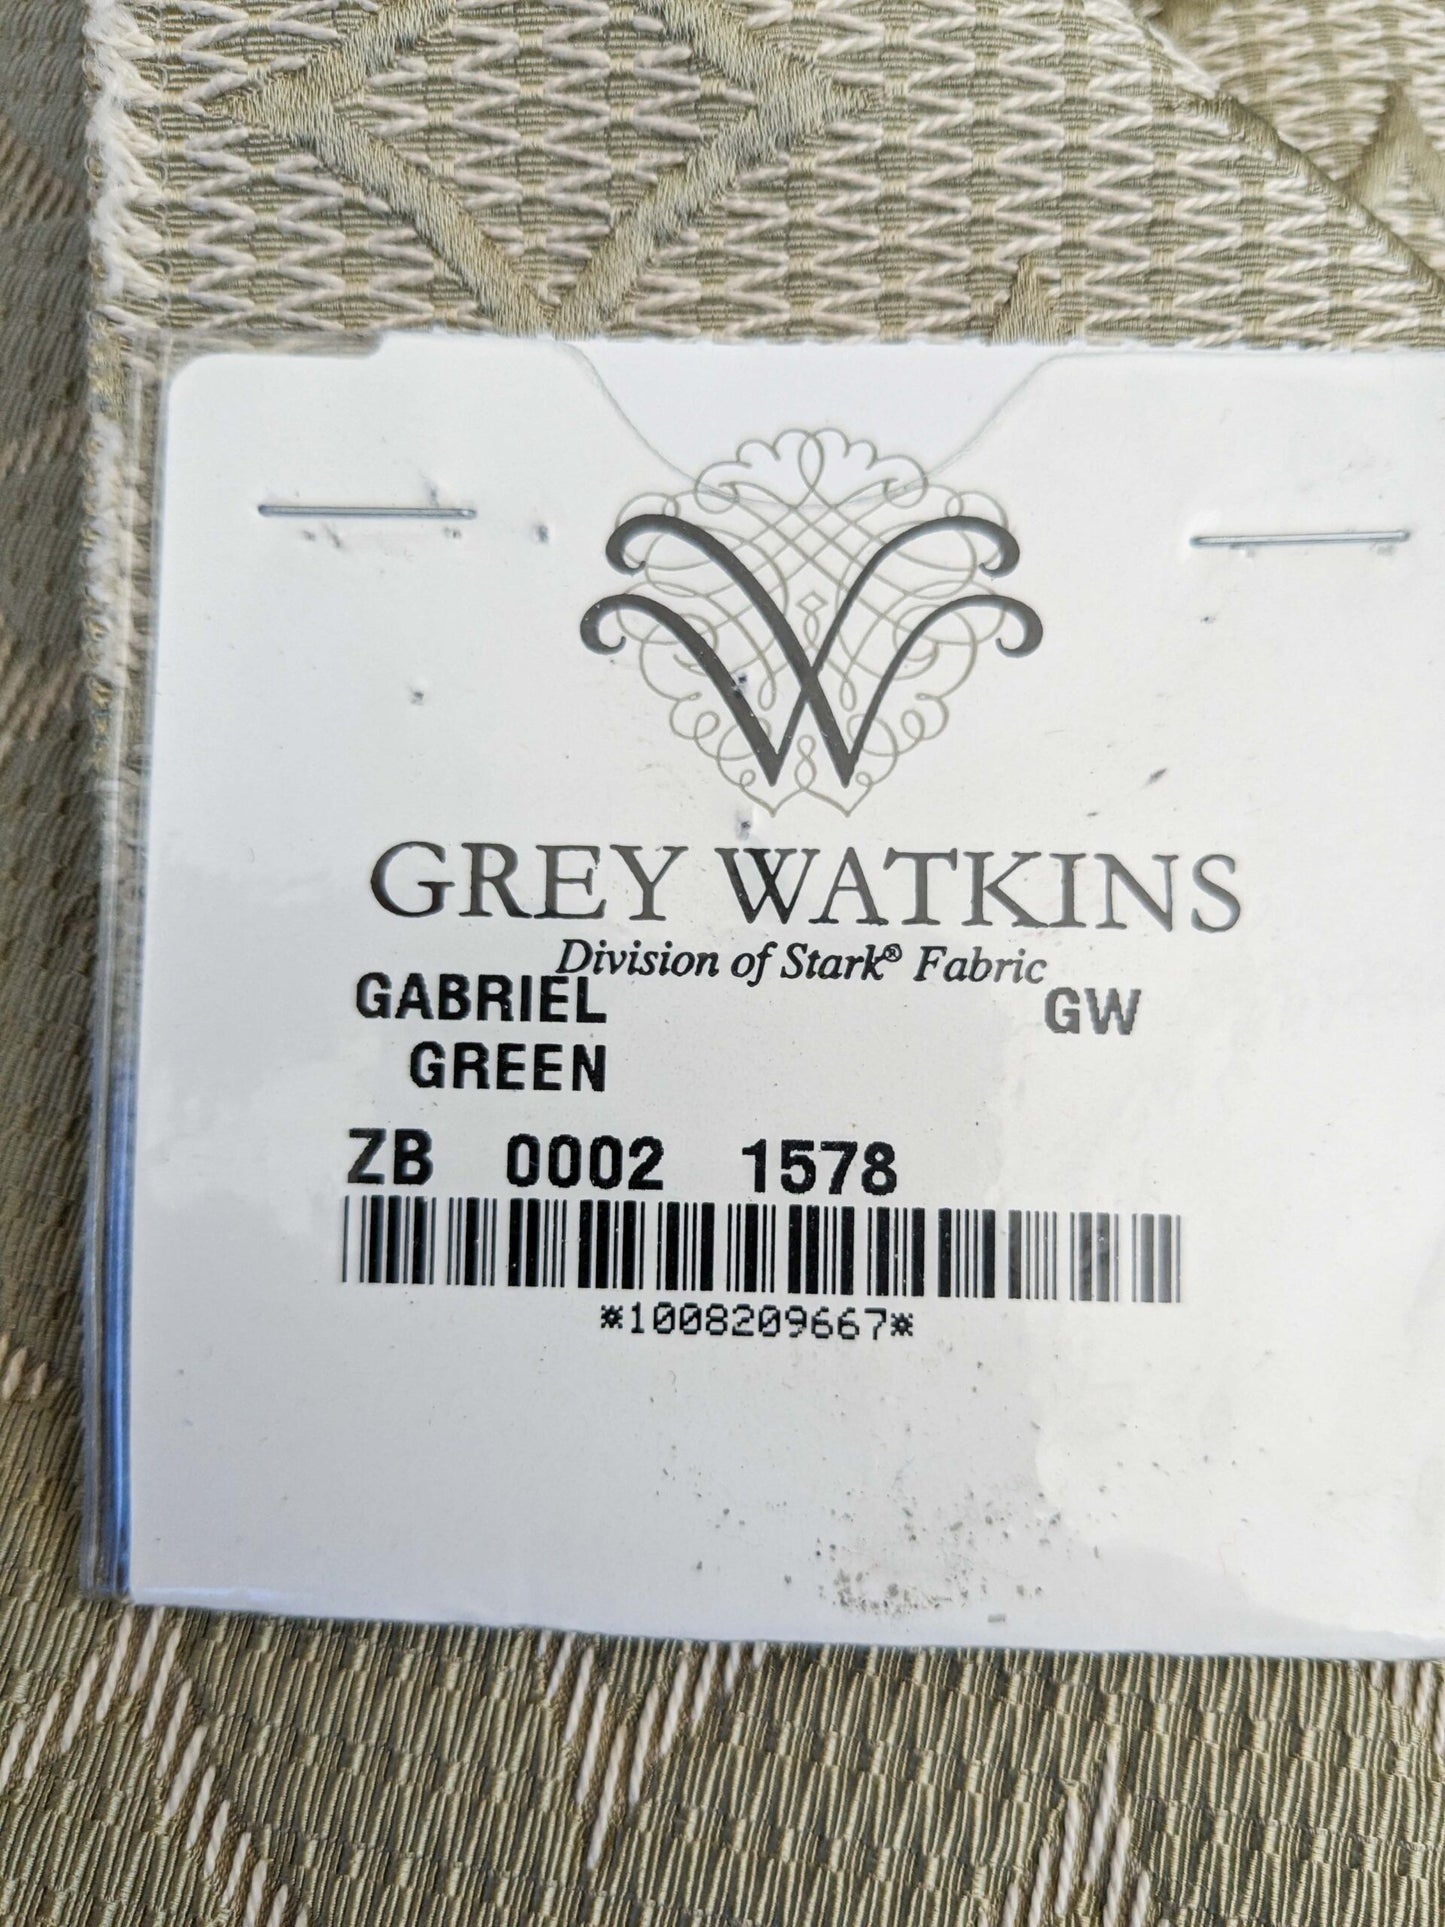 W
GREY WATKINS
Division of Stark® Fabric
GABRIEL GW
GREEN
ZB 0002 1578
*1008209667*